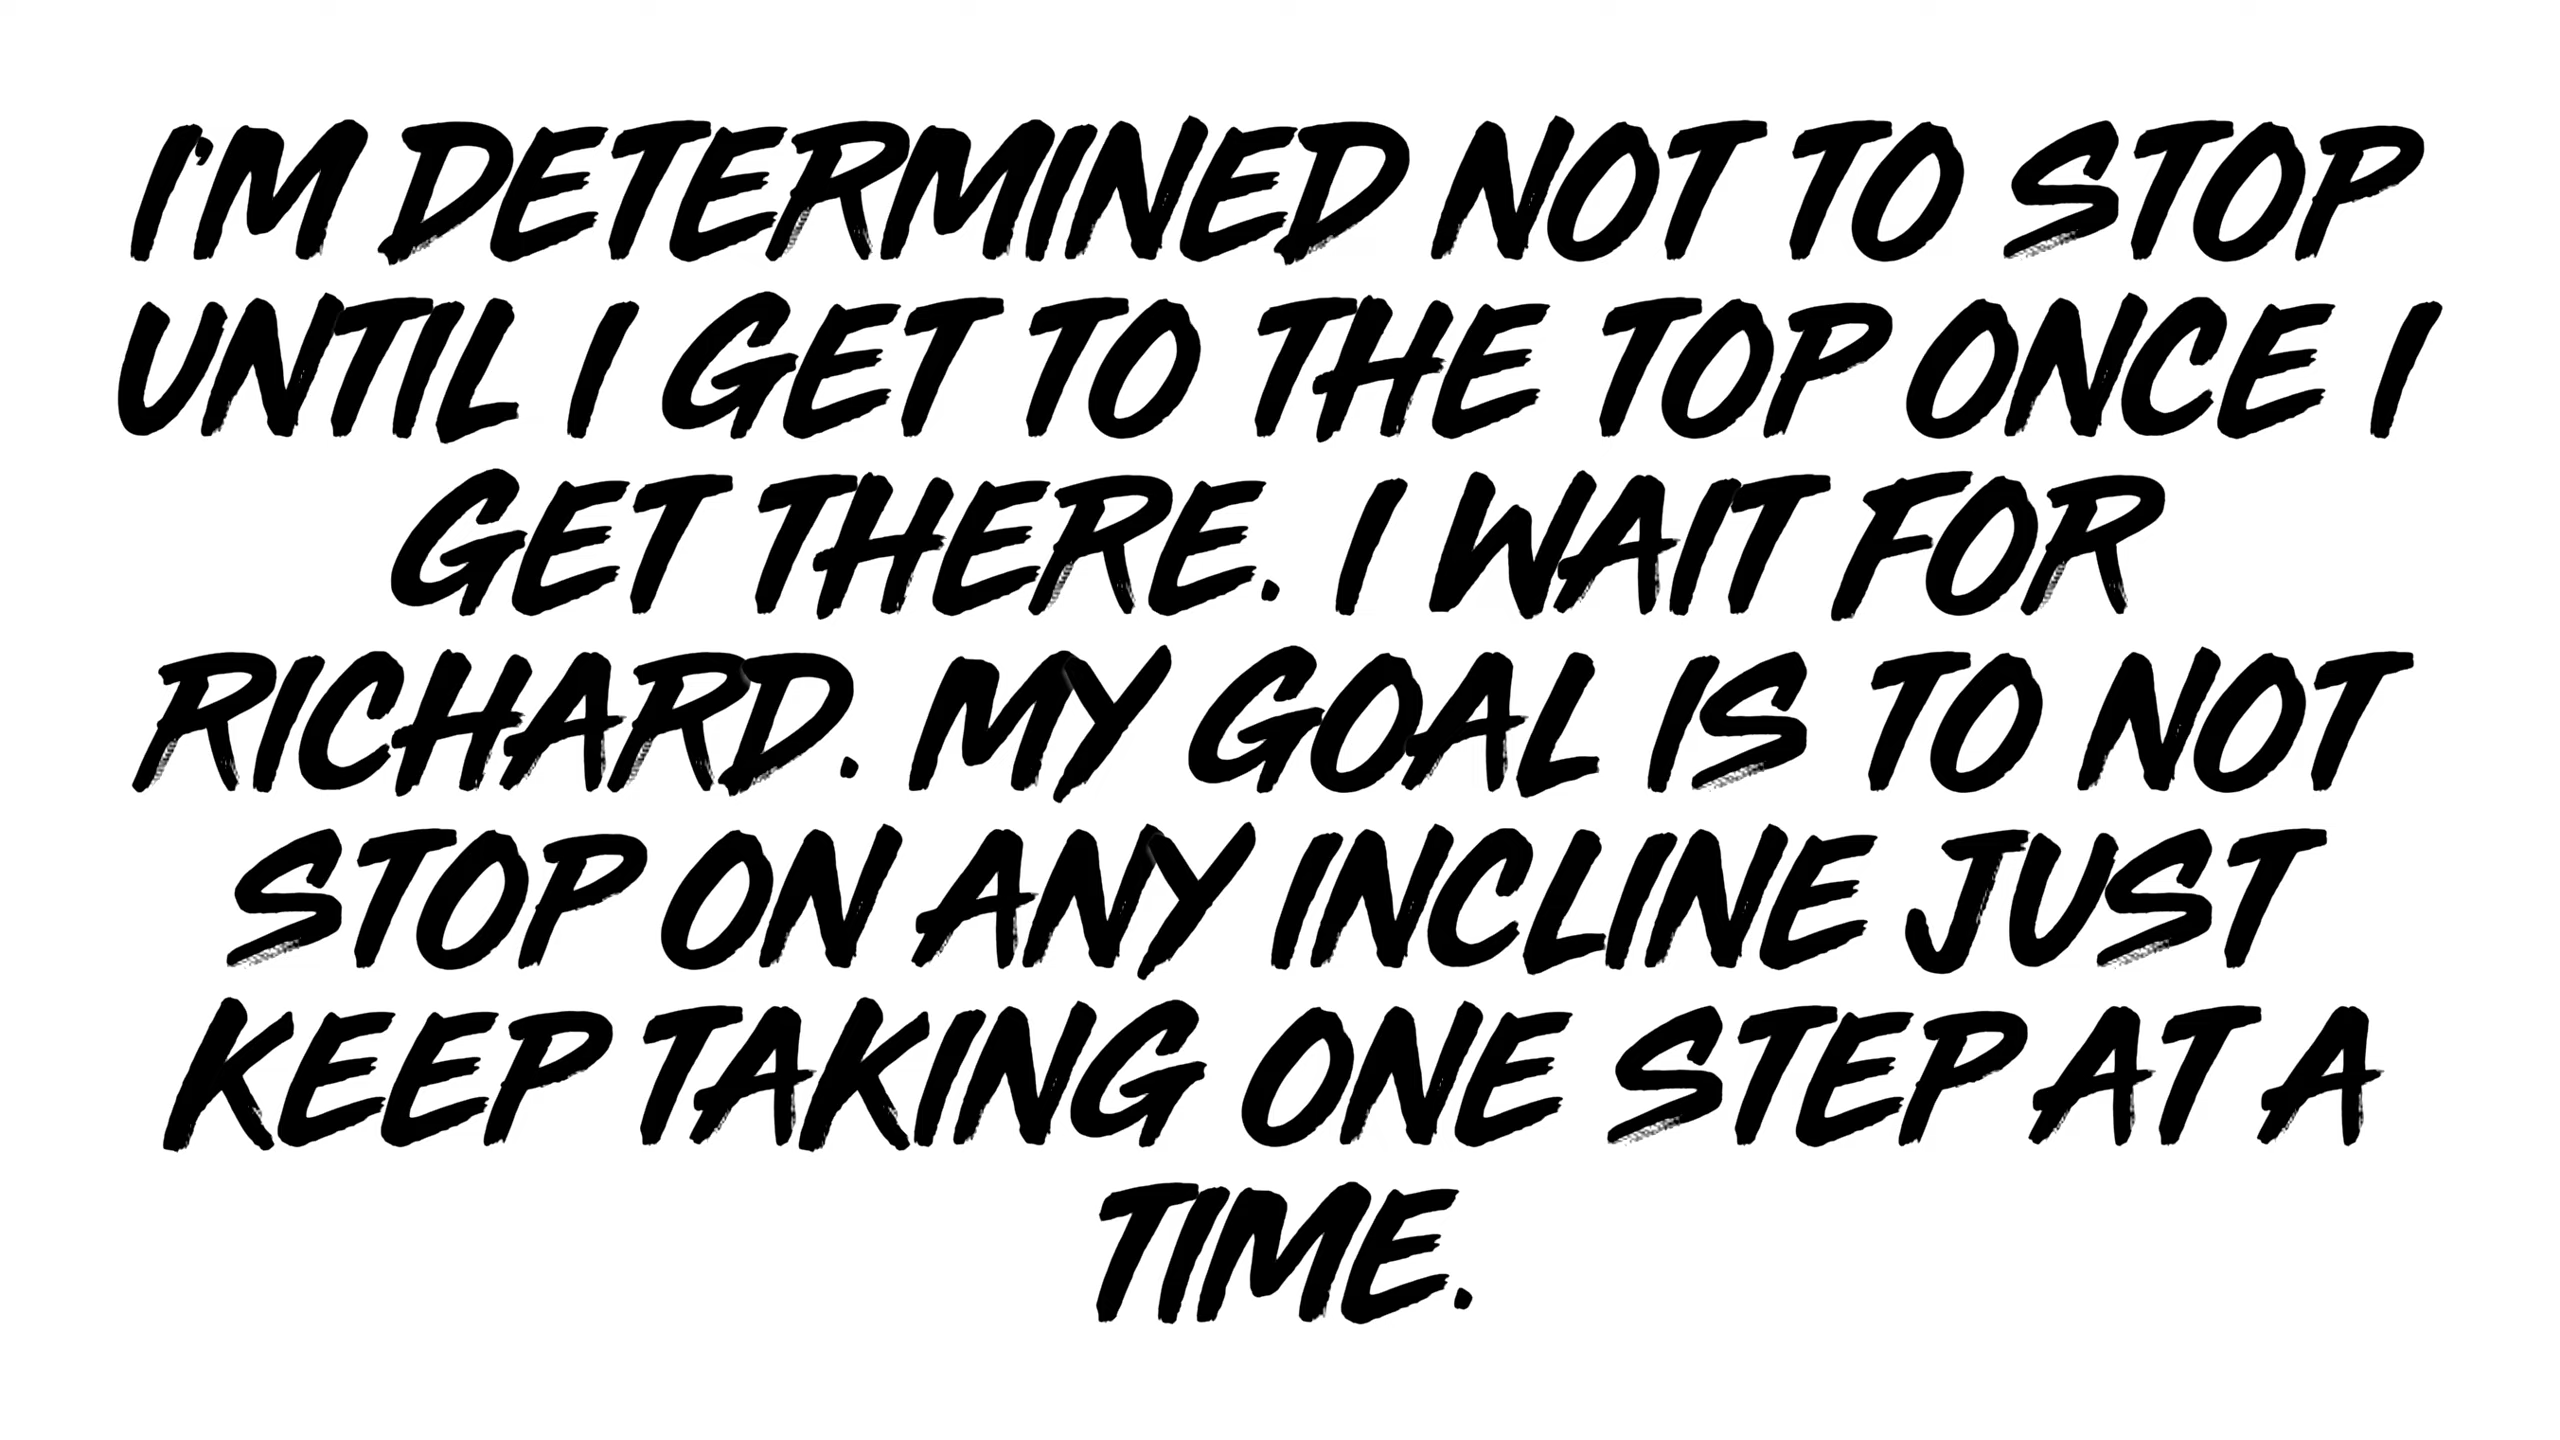 I'M DETERMINED NOT TO STOP
UNTIL I GET TO THE TOP ONCE I
GET THERE. I WAIT FOR
RICHARD. MY GOAL IS TO NOT
STOP ON ANY INCLINE JUST
KEEP TAKING ONE STEP AT A
TIME.